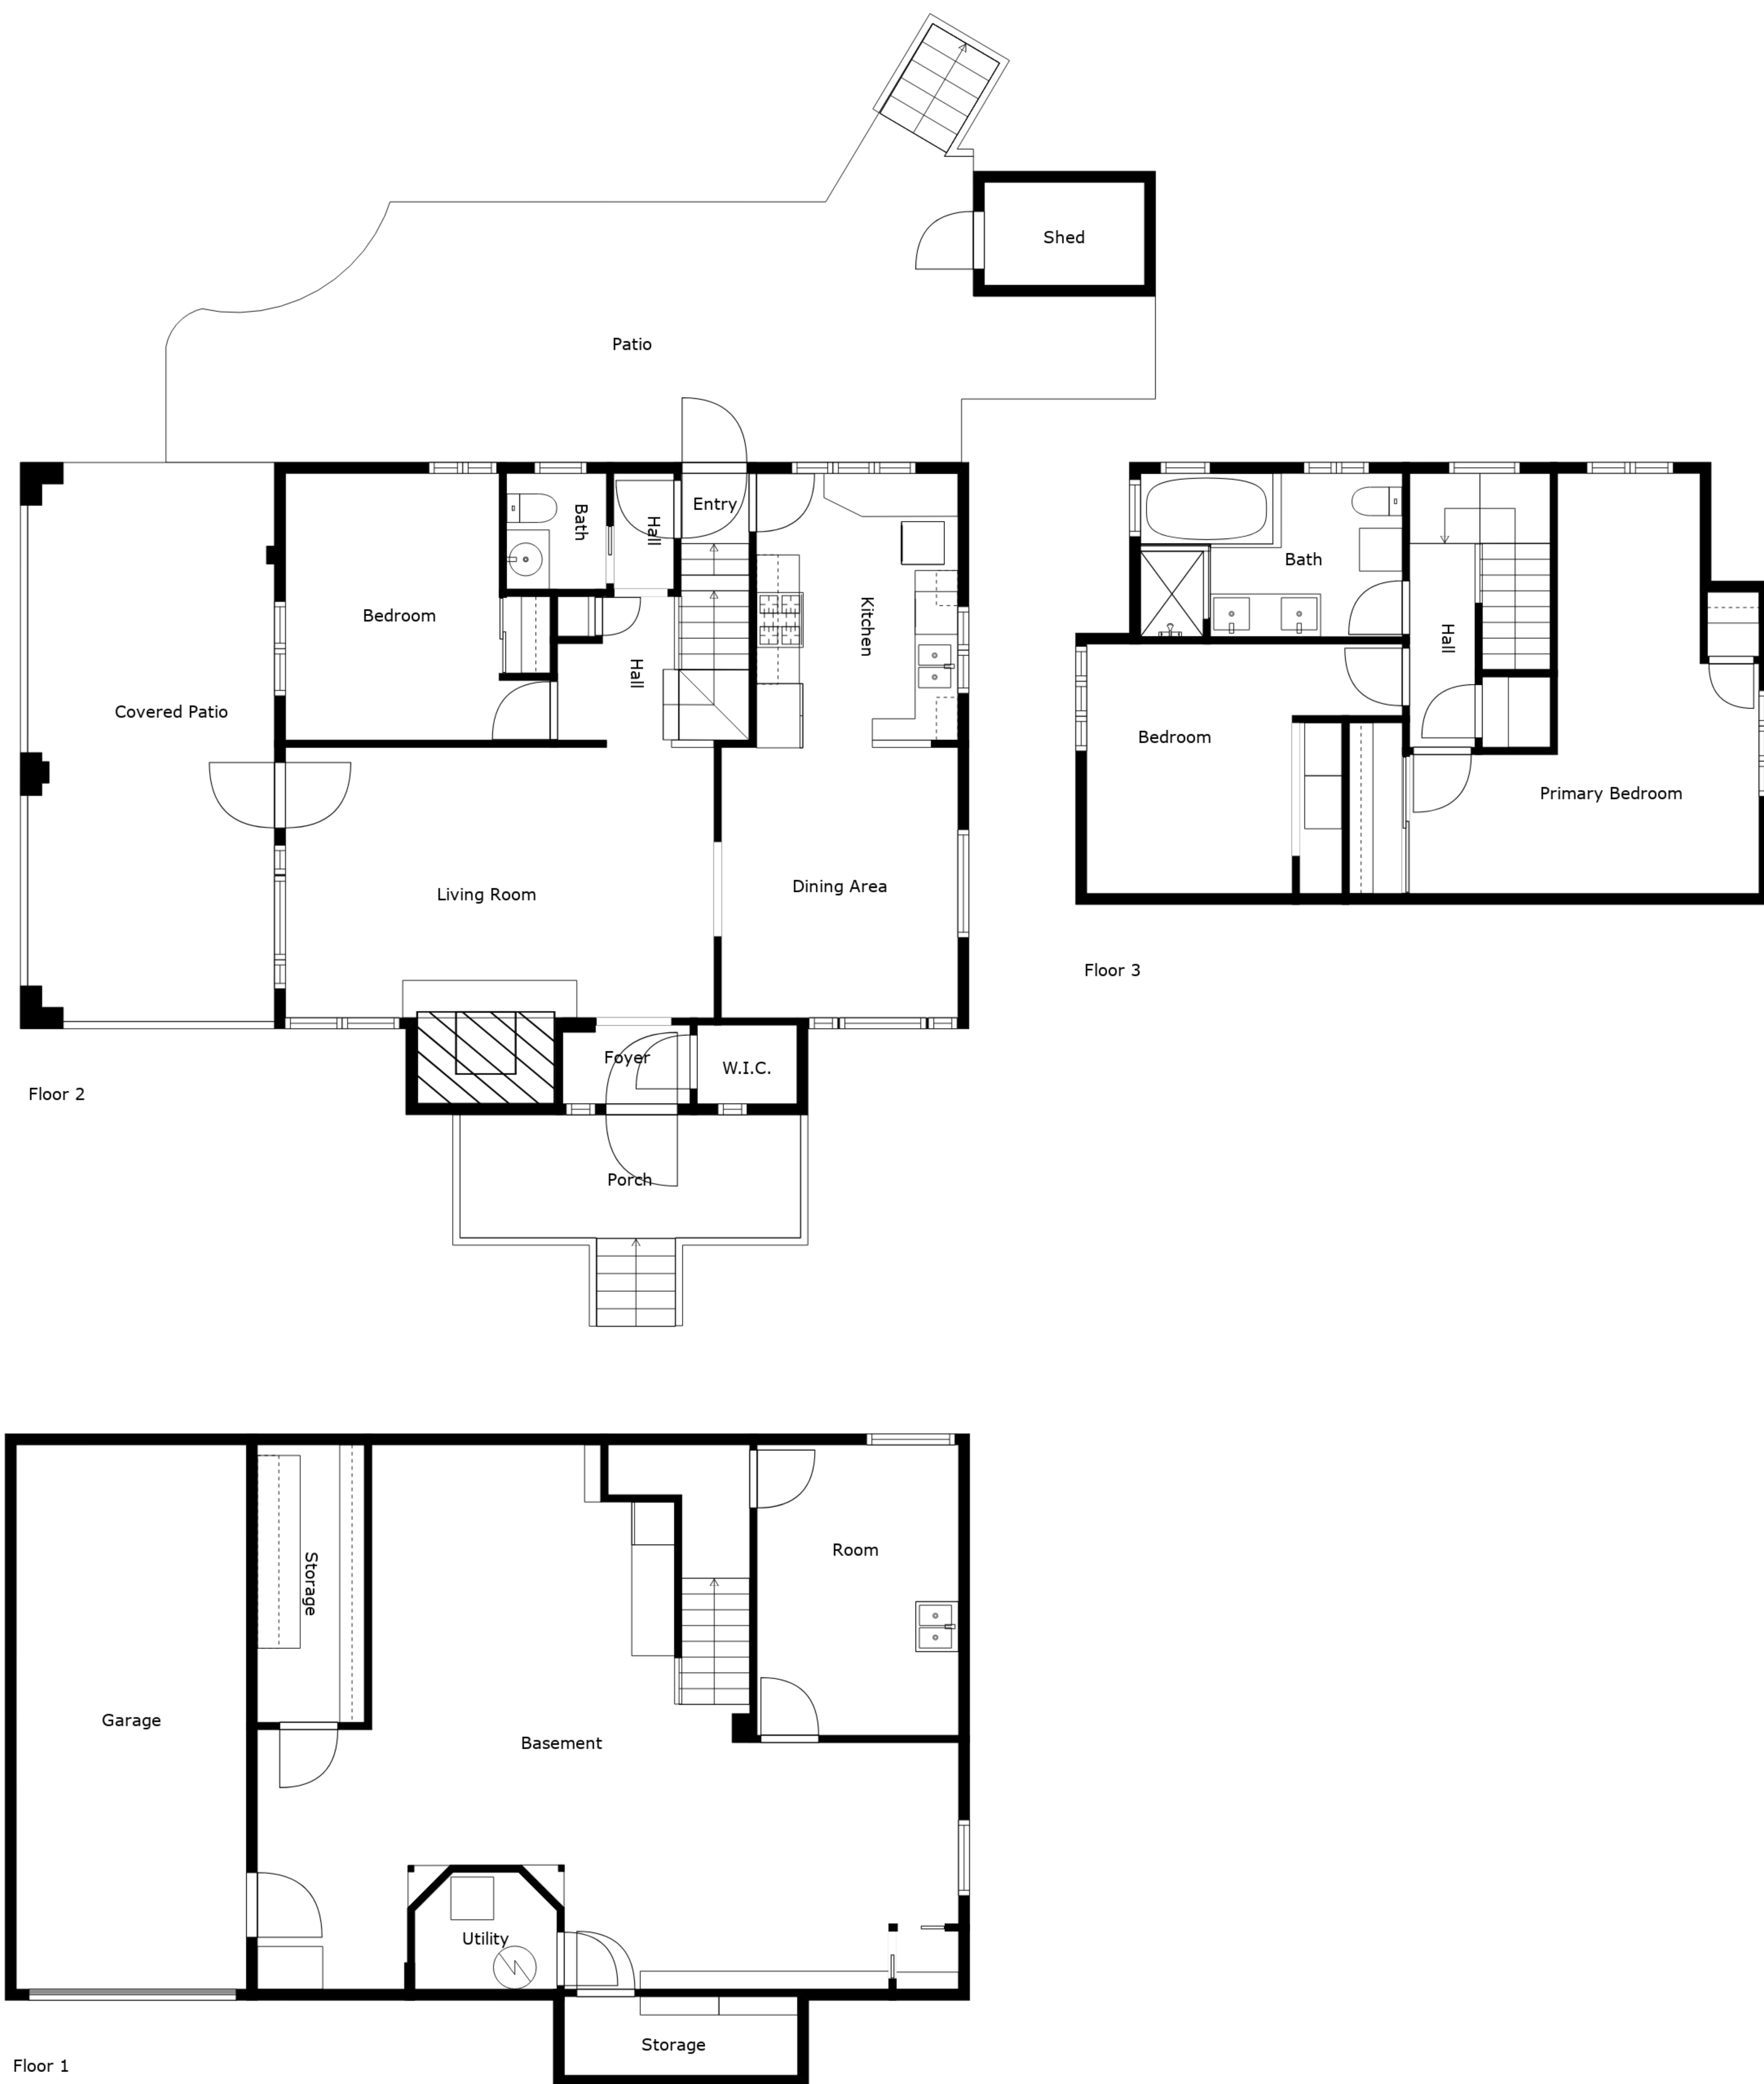 Shed
Patio
Entry
Bath
Hall
Bedroom
Kitchen
Hall
Covered Patio
Living Room
Dining Area
Foyer
W.I.C.
Porch
Floor 2
Bath
Hall
Bedroom
Primary Bedroom
Floor 3
Room
Storage
Garage
Basement
Utility
Storage
Floor 1